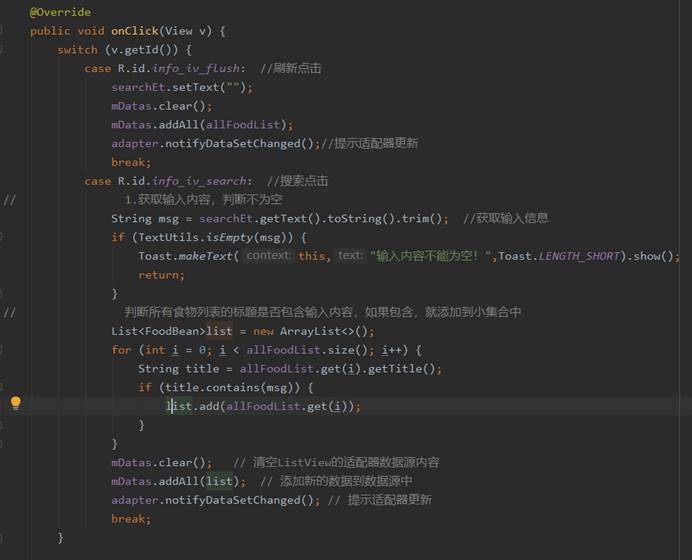 @Override
public void onClick(View v) {
    switch (v.getId()) {
        case R.id.info_iv_flush:  //刷新点击
            searchEt.setText("");
            mDatas.clear();
            mDatas.addAll(allFoodList);
            adapter.notifyDataSetChanged();//提示适配器更新
            break;
        case R.id.info_iv_search:  //搜索点击
//                1.获取输入内容，判断不为空
            String msg = searchEt.getText().toString().trim();  //获取输入信息
            if (TextUtils.isEmpty(msg)) {
                Toast.makeText( context: this, text: "输入内容不能为空！",Toast.LENGTH_SHORT).show();
                return;
            }
//                判断所有食物列表的标题是否包含输入内容，如果包含，就添加到小集合中
            List<FoodBean>list = new ArrayList<>();
            for (int i = 0; i < allFoodList.size(); i++) {
                String title = allFoodList.get(i).getTitle();
                if (title.contains(msg)) {
                    list.add(allFoodList.get(i));
                }
            }
            mDatas.clear();   // 清空ListView的适配器数据源内容
            mDatas.addAll(list);  // 添加新的数据到数据源中
            adapter.notifyDataSetChanged(); // 提示适配器更新
            break;
    }